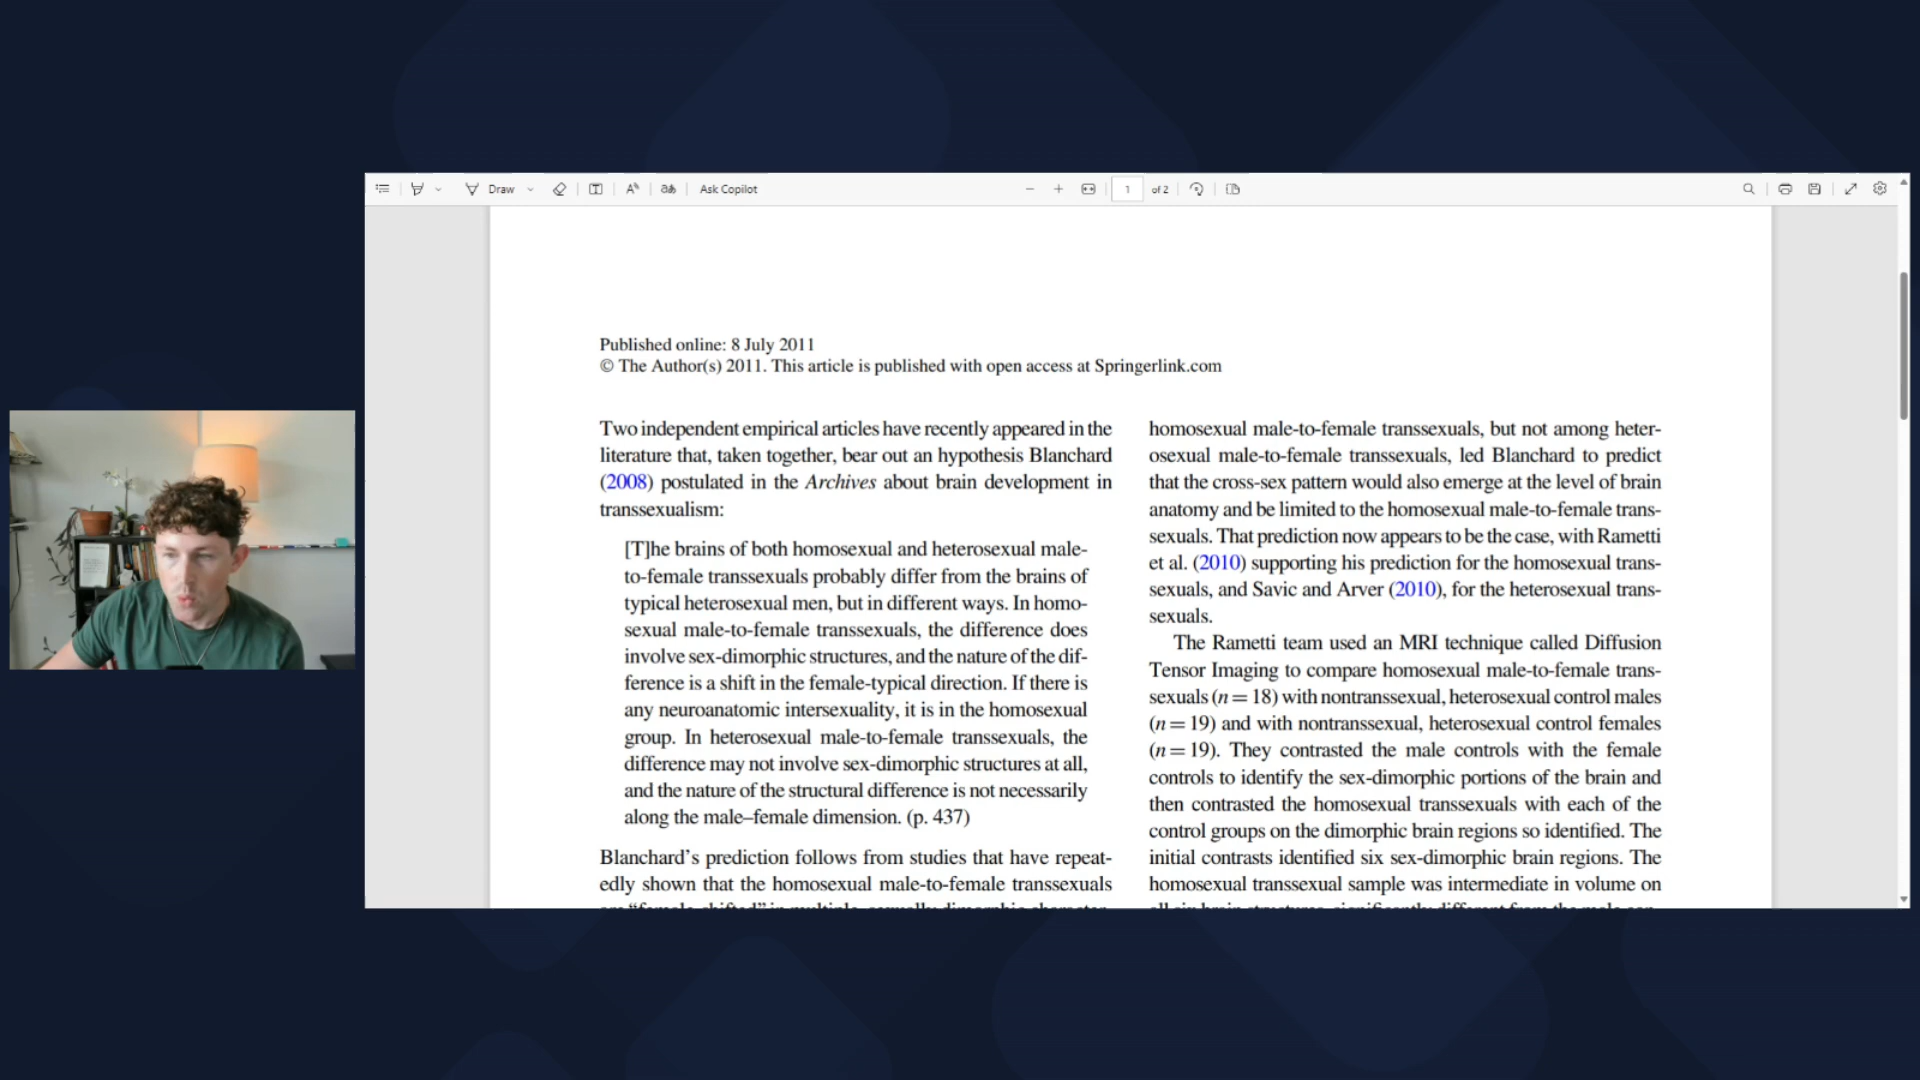 Draw
Ask Copilot
1 of 2
Published online: 8 July 2011
© The Author(s) 2011. This article is published with open access at Springerlink.com
Two independent empirical articles have recently appeared in the
literature that, taken together, bear out an hypothesis Blanchard
(2008) postulated in the Archives about brain development in
transsexualism:
[T]he brains of both homosexual and heterosexual male-
to-female transsexuals probably differ from the brains of
typical heterosexual men, but in different ways. In homo-
sexual male-to-female transsexuals, the difference does
involve sex-dimorphic structures, and the nature of the dif-
ference is a shift in the female-typical direction. If there is
any neuroanatomic intersexuality, it is in the homosexual
group. In heterosexual male-to-female transsexuals, the
difference may not involve sex-dimorphic structures at all,
and the nature of the structural difference is not necessarily
along the male–female dimension. (p. 437)
Blanchard's prediction follows from studies that have repeat-
edly shown that the homosexual male-to-female transsexuals
homosexual male-to-female transsexuals, but not among heter-
osexual male-to-female transsexuals, led Blanchard to predict
that the cross-sex pattern would also emerge at the level of brain
anatomy and be limited to the homosexual male-to-female trans-
sexuals. That prediction now appears to be the case, with Rametti
et al. (2010) supporting his prediction for the homosexual trans-
sexuals, and Savic and Arver (2010), for the heterosexual trans-
sexuals.
The Rametti team used an MRI technique called Diffusion
Tensor Imaging to compare homosexual male-to-female trans-
sexuals (n = 18) with nontranssexual, heterosexual control males
(n = 19) and with nontranssexual, heterosexual control females
(n = 19). They contrasted the male controls with the female
controls to identify the sex-dimorphic portions of the brain and
then contrasted the homosexual transsexuals with each of the
control groups on the dimorphic brain regions so identified. The
initial contrasts identified six sex-dimorphic brain regions. The
homosexual transsexual sample was intermediate in volume on